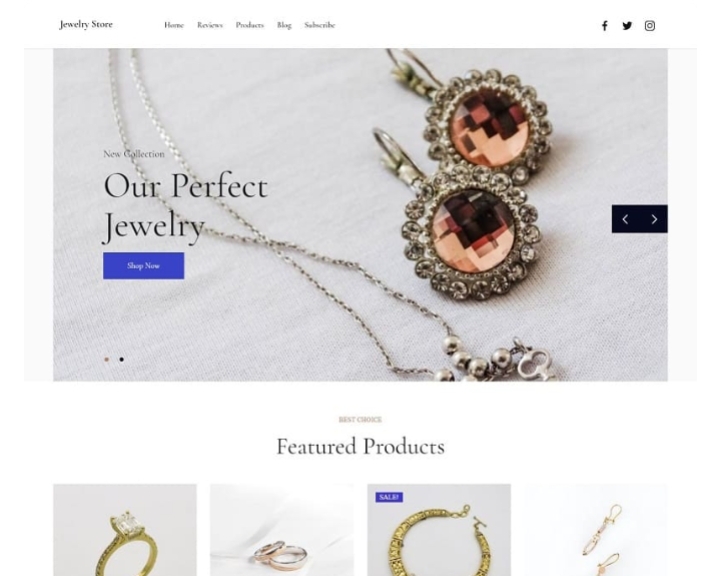 Jewelry Store
Home Reviews Products Blog Subscribe
New Collection
Our Perfect
Jewelry
Shop Now
BEST CHOICE
Featured Products
SALE!